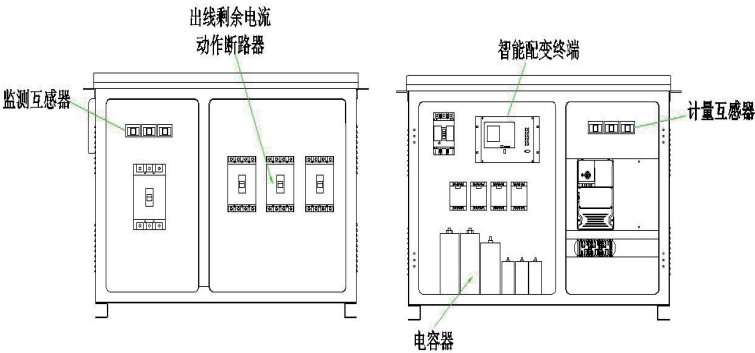 出线剩余电流
动作断路器
监测互感器
智能配变终端
计量互感器
电容器